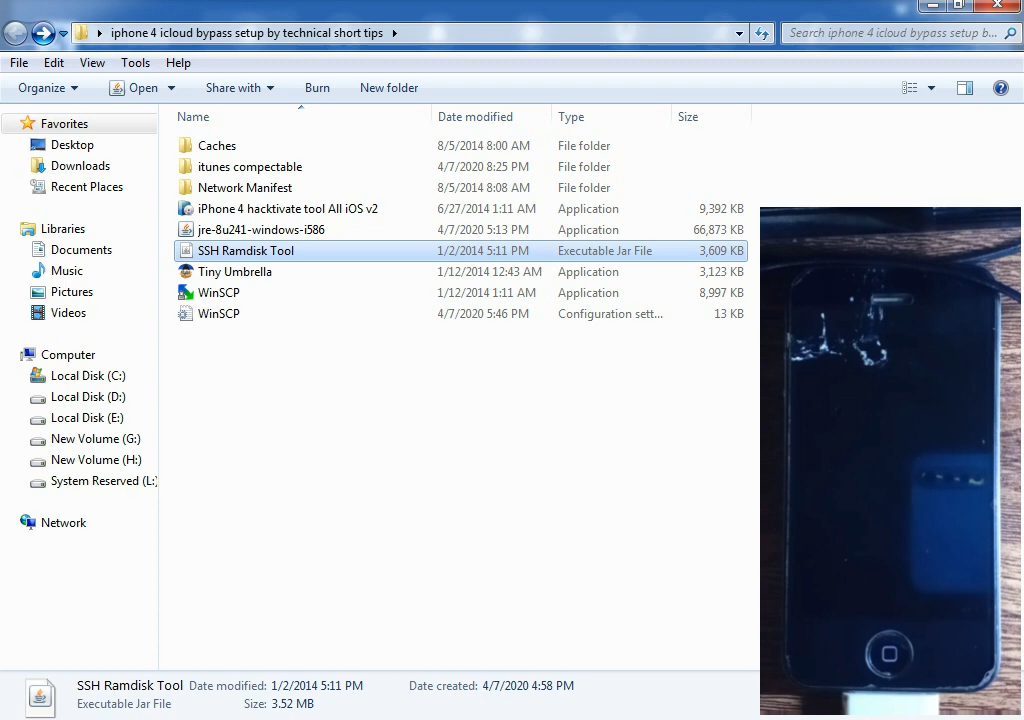 iphone 4 icloud bypass setup by technical short tips
Search iphone 4 icloud bypass setup b...
File Edit View Tools Help
Organize Open Share with Burn New folder
Name Date modified Type Size
Favorites
Desktop
Downloads
Recent Places
Libraries
Documents
Music
Pictures
Videos
Computer
Local Disk (C:)
Local Disk (D:)
Local Disk (E:)
New Volume (G:)
New Volume (H:)
System Reserved (L:)
Network
Caches 8/5/2014 8:00 AM File folder
itunes compectable 4/7/2020 8:25 PM File folder
Network Manifest 8/5/2014 8:08 AM File folder
iPhone 4 hacktivate tool All iOS v2 6/27/2014 1:11 AM Application 9,392 KB
jre-8u241-windows-i586 4/7/2020 5:13 PM Application 66,873 KB
SSH Ramdisk Tool 1/2/2014 5:11 PM Executable Jar File 3,609 KB
Tiny Umbrella 1/12/2014 12:43 AM Application 3,123 KB
WinSCP 1/12/2014 1:11 AM Application 8,997 KB
WinSCP 4/7/2020 5:46 PM Configuration sett... 13 KB
SSH Ramdisk Tool Date modified: 1/2/2014 5:11 PM Date created: 4/7/2020 4:58 PM
Executable Jar File Size: 3.52 MB